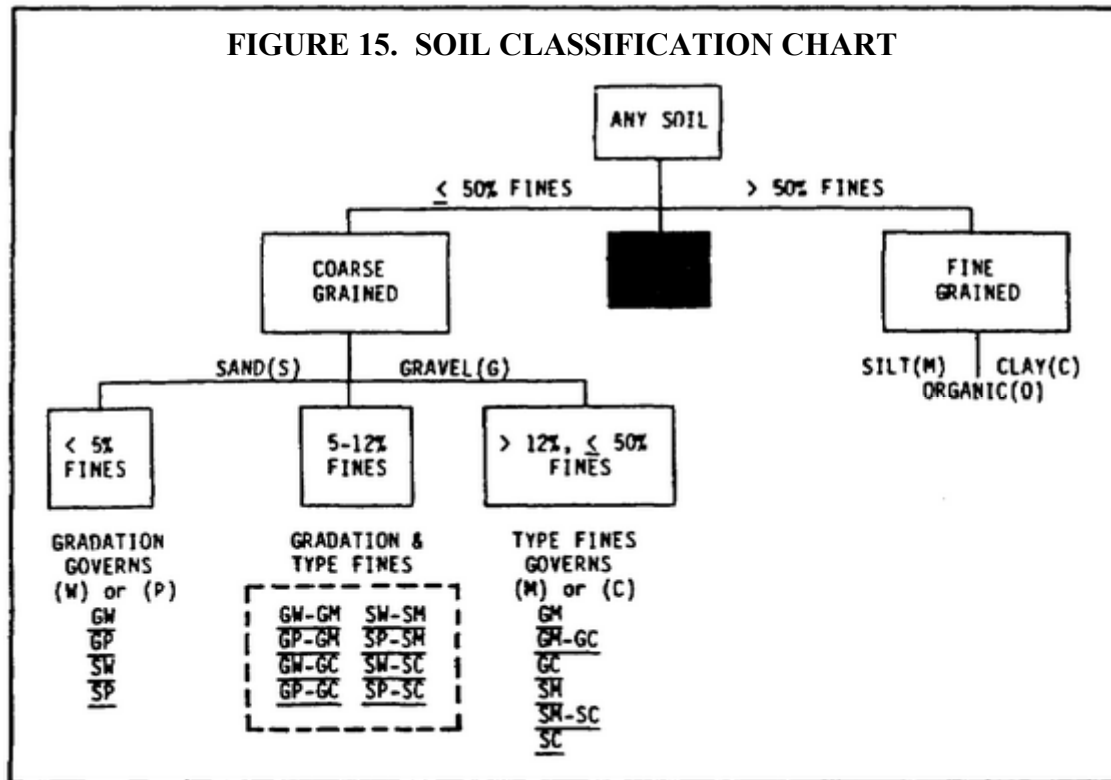 FIGURE 15. SOIL CLASSIFICATION CHART
ANY SOIL
≤ 50% FINES
> 50% FINES
COARSE
GRAINED
FINE
GRAINED
SAND(S)
GRAVEL(G)
SILT(M) CLAY(C)
ORGANIC(O)
< 5%
FINES
5-12%
FINES
> 12%, ≤ 50%
FINES
GRADATION
GOVERNS
(W) or (P)
GW
GP
SW
SP
GRADATION &
TYPE FINES
GW-GM SW-SM
GP-GM SP-SM
GW-GC SW-SC
GP-GC SP-SC
TYPE FINES
GOVERNS
(M) or (C)
GM
GM-GC
GC
SM
SM-SC
SC